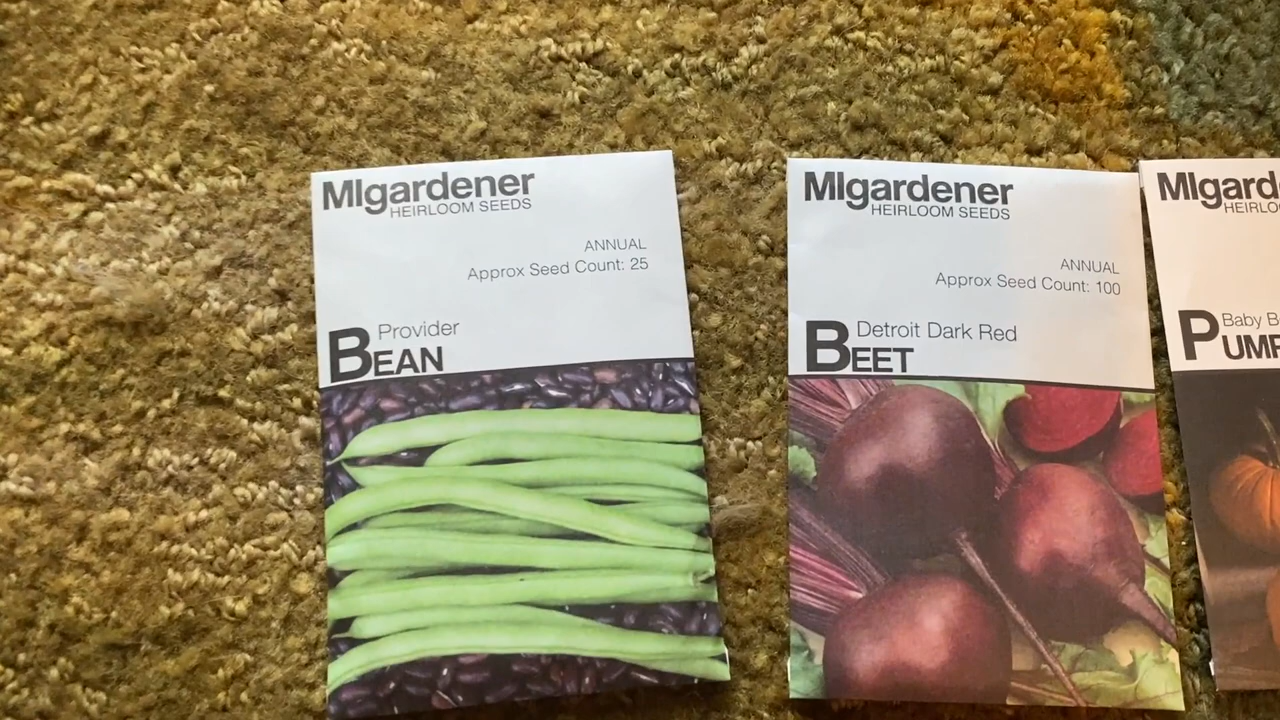 MIgardener
HEIRLOOM SEEDS
ANNUAL
Approx Seed Count: 25
Provider
BEAN
MIgardener
HEIRLOOM SEEDS
ANNUAL
Approx Seed Count: 100
Detroit Dark Red
BEET
MIgard
HEIRLO
Baby B
PUMP